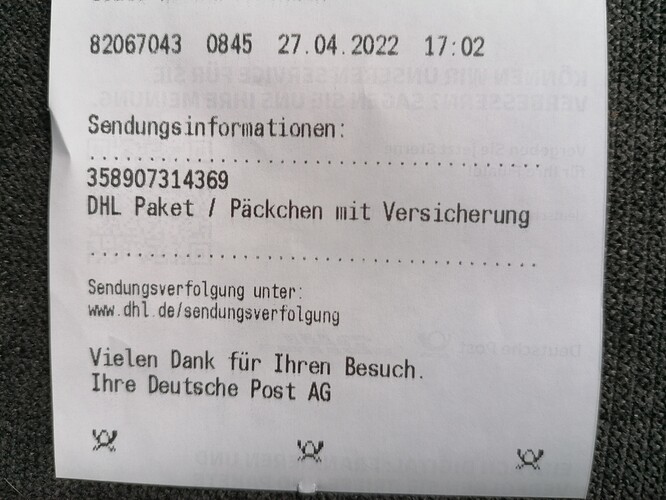 82067043 0845 27.04.2022 17:02
Sendungsinformationen:
358907314369
DHL Paket / Päckchen mit Versicherung
Sendungsverfolgung unter:
www.dhl.de/sendungsverfolgung
Vielen Dank für Ihren Besuch.
Ihre Deutsche Post AG